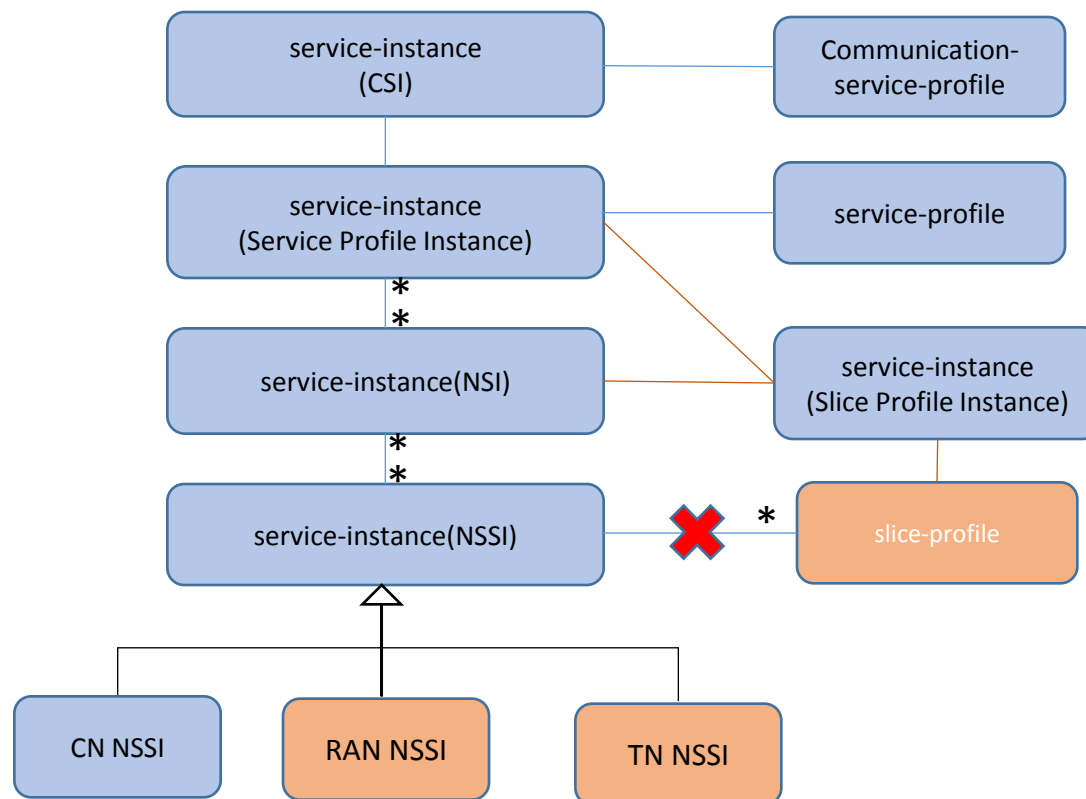 service-instance
(CSI)
Communication-
service-profile
service-instance
(Service Profile Instance)
service-profile
*
*
service-instance(NSI)
service-instance
(Slice Profile Instance)
*
*
service-instance(NSSI)
*
slice-profile
CN NSSI
RAN NSSI
TN NSSI